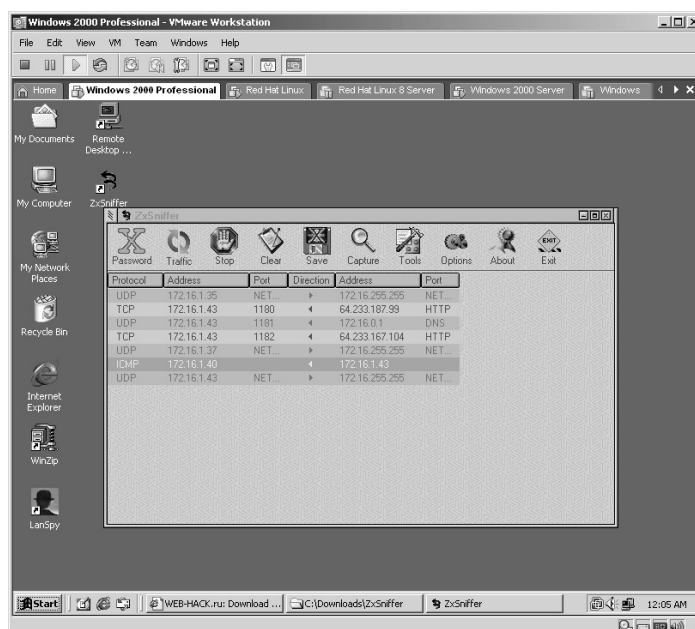 Windows 2000 Professional - VMware Workstation
File Edit View VM Team Windows Help
Home Windows 2000 Professional Red Hat Linux Red Hat Linux 8 Server Windows 2000 Server Windows
My Documents
Remote Desktop ...
My Computer
ZxSniffer
My Network Places
Recycle Bin
Internet Explorer
WinZip
LanSpy
ZxSniffer
Password Traffic Stop Clear Save Capture Tools Options About Exit
EXIT
Protocol Address Port Direction Address Port
UDP 172.16.1.35 NET... 172.16.255.255 NET...
TCP 172.16.1.43 1180 64.233.187.99 HTTP
UDP 172.16.1.43 1181 172.16.0.1 DNS
TCP 172.16.1.43 1182 64.233.167.104 HTTP
UDP 172.16.1.37 NET... 172.16.255.255 NET...
ICMP 172.16.1.40 172.16.1.43
UDP 172.16.1.43 NET... 172.16.255.255 NET...
Start WEB-HACK.ru: Download ... C:\Downloads\ZxSniffer ZxSniffer 12:05 AM